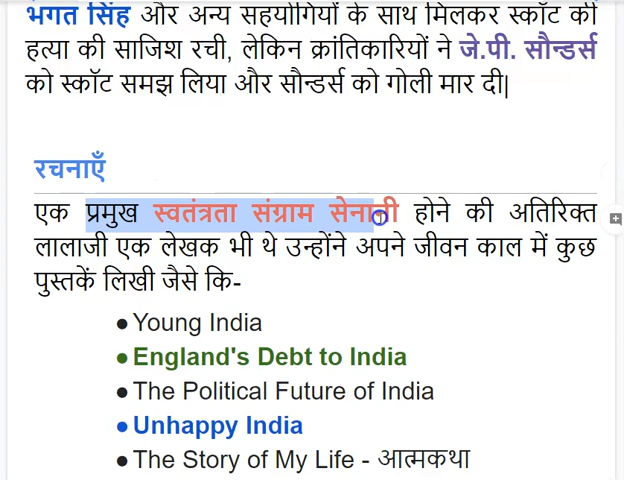 भगत सिंह और अन्य सहयोगियों के साथ मिलकर स्कॉट की
हत्या की साजिश रची, लेकिन क्रांतिकारियों ने जे.पी. सौन्डर्स
को स्कॉट समझ लिया और सौन्डर्स को गोली मार दी|
रचनाएँ
एक प्रमुख स्वतंत्रता संग्राम सेनानी होने की अतिरिक्त
लालाजी एक लेखक भी थे उन्होंने अपने जीवन काल में कुछ
पुस्तकें लिखी जैसे कि-
● Young India
● England's Debt to India
● The Political Future of India
● Unhappy India
● The Story of My Life - आत्मकथा